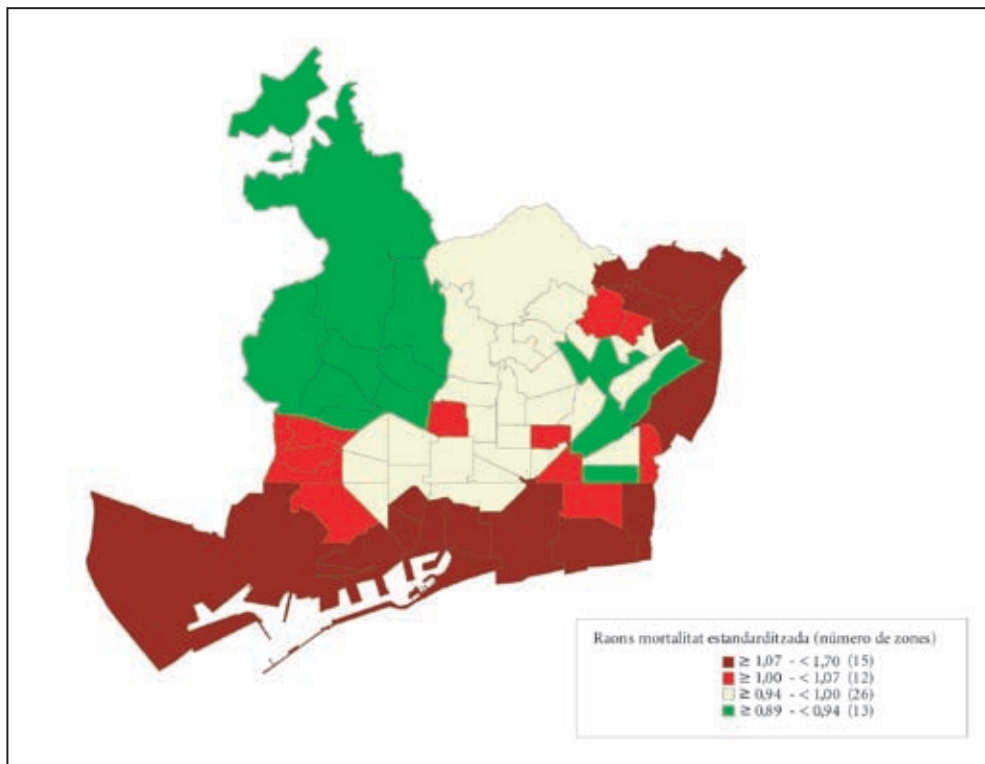 Raons mortalitat estandarditzada (número de zones)
≥ 1,07 - < 1,70 (15)
≥ 1,00 - < 1,07 (12)
≥ 0,94 - < 1,00 (26)
≥ 0,89 - < 0,94 (13)